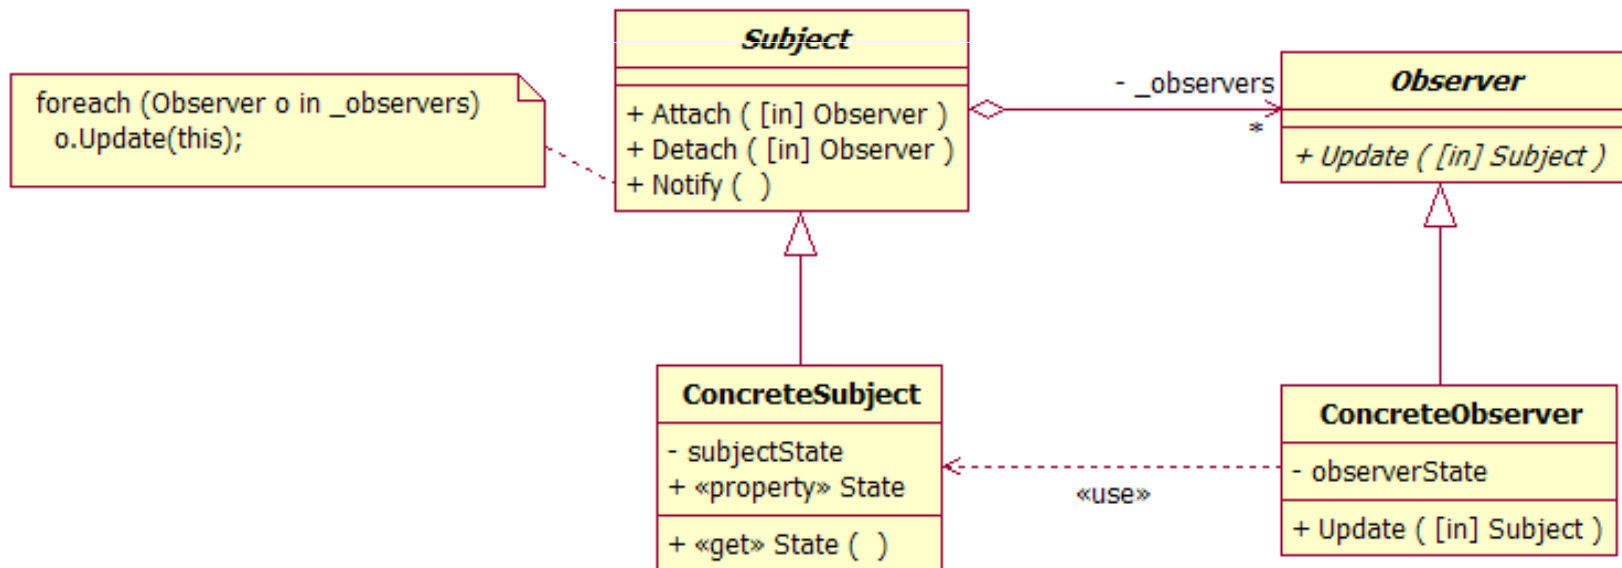 foreach (Observer o in _observers)
o.Update(this);
Subject
+ Attach ( [in] Observer )
+ Detach ( [in] Observer )
+ Notify (  )
- _observers
*
Observer
+ Update ( [in] Subject )
ConcreteSubject
- subjectState
+ «property» State
+ «get» State (  )
«use»
ConcreteObserver
- observerState
+ Update ( [in] Subject )